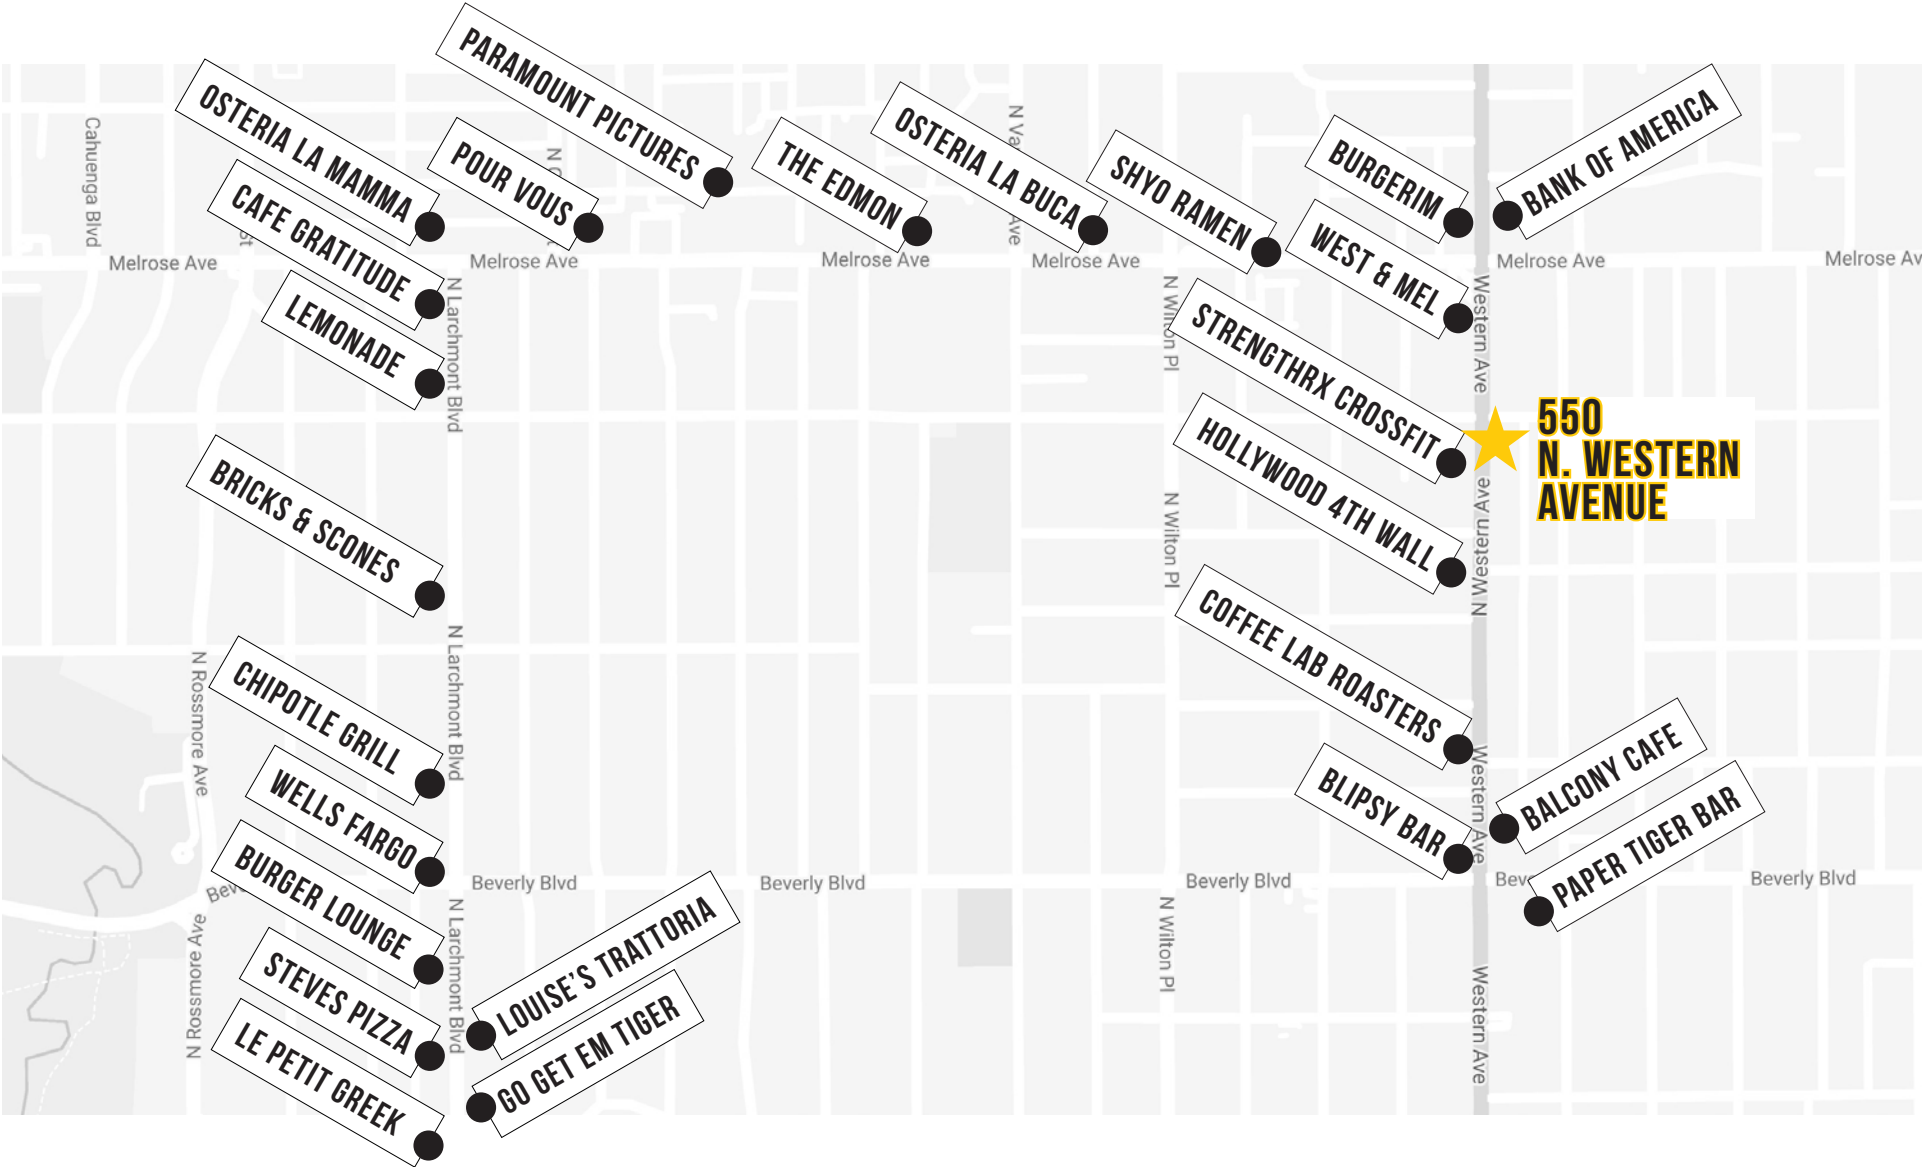 PARAMOUNT PICTURES
OSTERIA LA MAMMA
POUR VOUS
THE EDMON
OSTERIA LA BUCA
SHYO RAMEN
BURGERIM
BANK OF AMERICA
CAFE GRATITUDE
WEST & MEL
LEMONADE
STRENGTHRX CROSSFIT
550
N. WESTERN
AVENUE
HOLLYWOOD 4TH WALL
BRICKS & SCONES
COFFEE LAB ROASTERS
CHIPOTLE GRILL
BLIPSY BAR
BALCONY CAFE
PAPER TIGER BAR
WELLS FARGO
BURGER LOUNGE
LOUISE'S TRATTORIA
STEVES PIZZA
GO GET EM TIGER
LE PETIT GREEK
Cahuenga Blvd
N Va
Ave
Melrose Ave
Melrose Ave
Melrose Ave
Melrose Ave
Melrose Ave
Melrose Av
N Larchmont Blvd
N Wilton Pl
Western Ave
N Wilton Pl
N Western Ave
N Rossmore Ave
N Larchmont Blvd
Western Ave
Beverly Blvd
Beverly Blvd
Beverly Blvd
Beverly Blvd
N Rossmore Ave
N Larchmont Blvd
N Wilton Pl
Western Ave